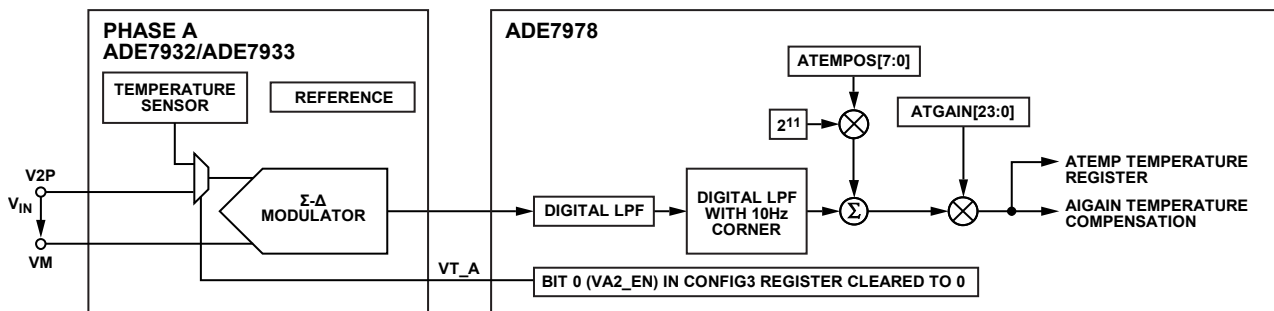 PHASE A
ADE7932/ADE7933
ADE7978
TEMPERATURE
SENSOR
REFERENCE
ATEMPOS[7:0]
2¹¹
ATGAIN[23:0]
V2P
VIN
VM
Σ-Δ
MODULATOR
DIGITAL LPF
DIGITAL LPF
WITH 10Hz
CORNER
Σ
ATEMP TEMPERATURE
REGISTER
AIGAIN TEMPERATURE
COMPENSATION
VT_A
BIT 0 (VA2_EN) IN CONFIG3 REGISTER CLEARED TO 0